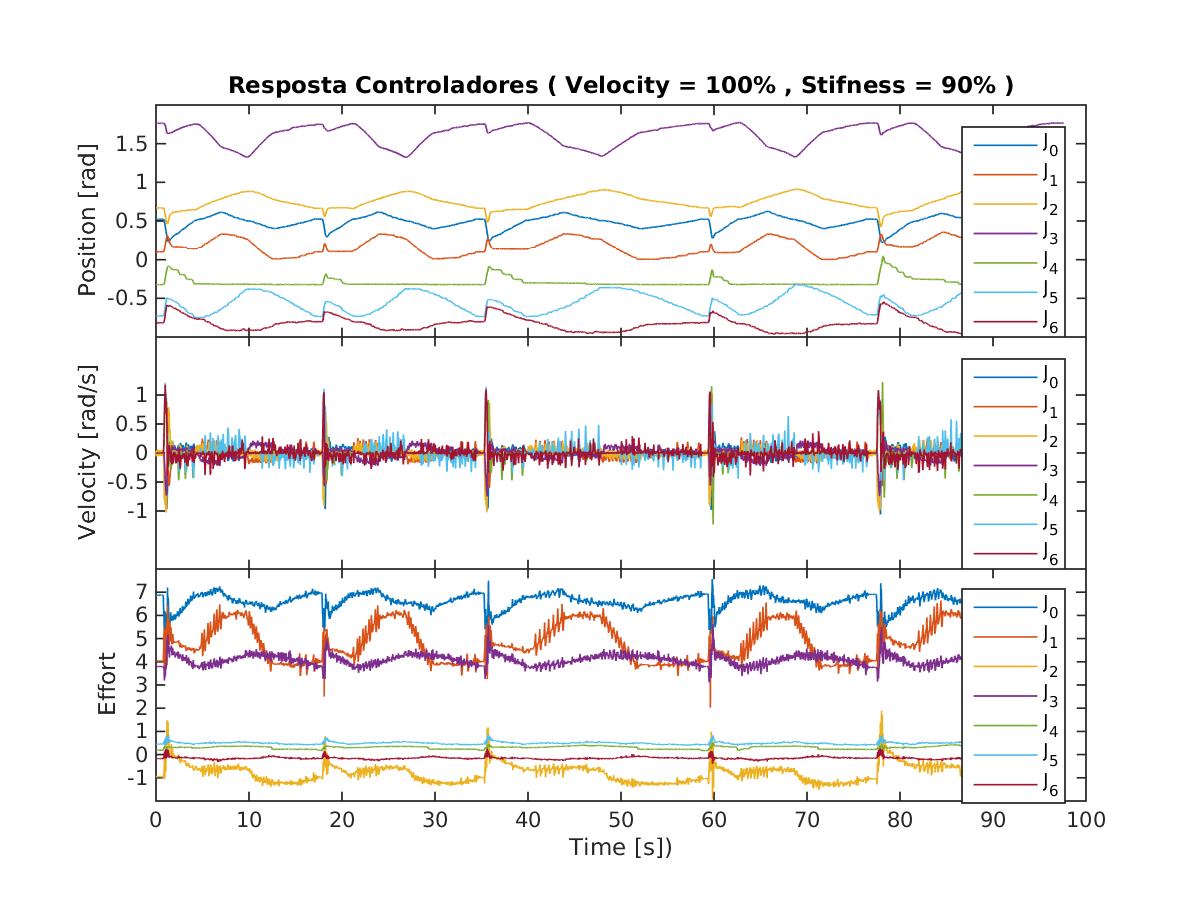 Resposta Controladores ( Velocity = 100% , Stifness = 90% )
Position [rad]
1.5
1
0.5
0
-0.5
J0
J1
J2
J3
J4
J5
J6
Velocity [rad/s]
1
0.5
0
-0.5
-1
J0
J1
J2
J3
J4
J5
J6
Effort
7
6
5
4
3
2
1
0
-1
J0
J1
J2
J3
J4
J5
J6
0 10 20 30 40 50 60 70 80 90 100
Time [s])